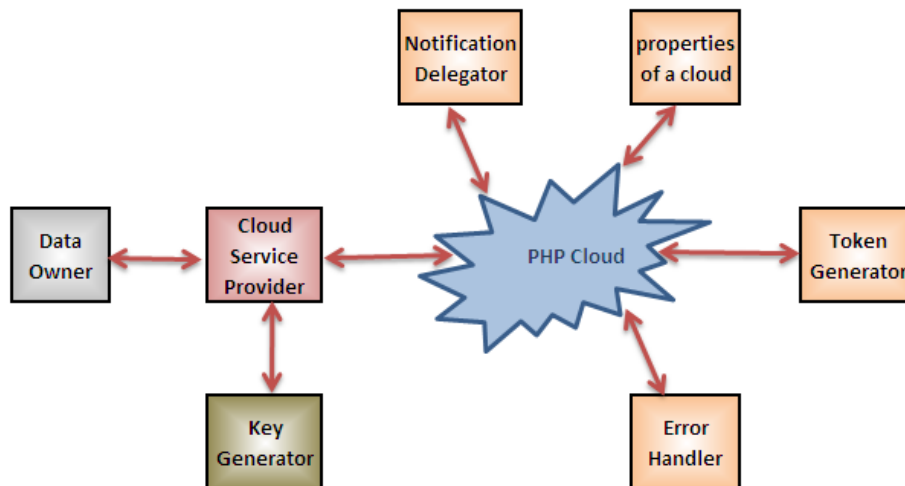 Notification
Delegator
properties
of a cloud
Data
Owner
Cloud
Service
Provider
PHP Cloud
Token
Generator
Key
Generator
Error
Handler